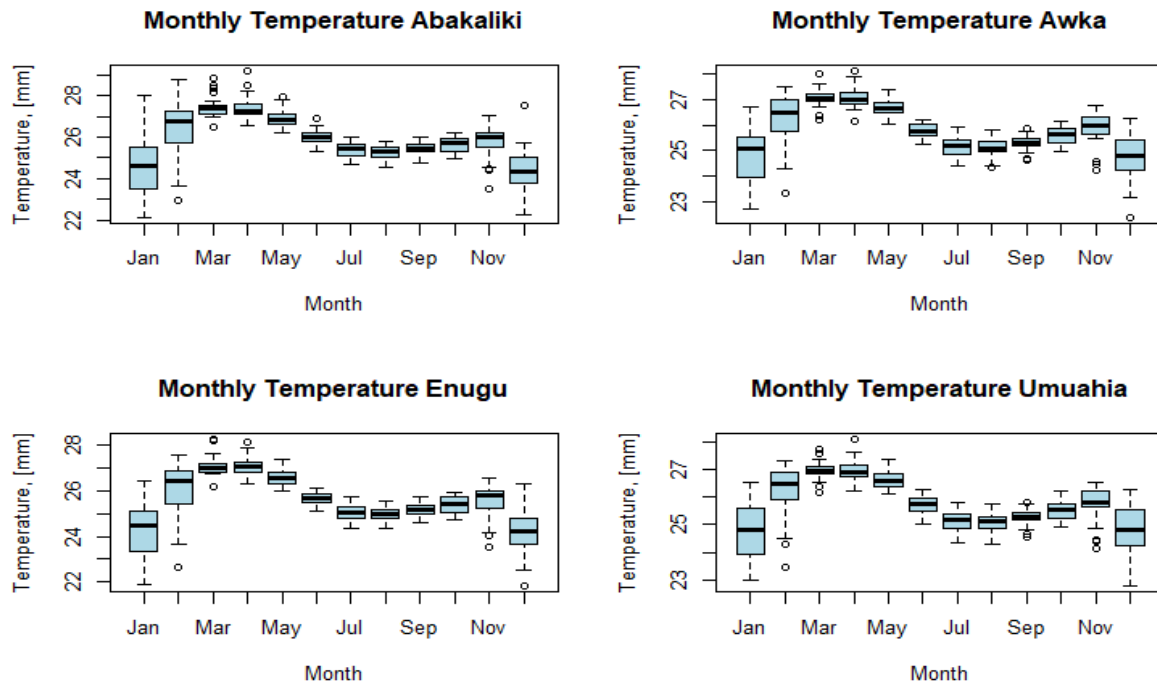 Monthly Temperature Abakaliki
Temperature, [mm]
28
26
24
22
Jan Mar May Jul Sep Nov
Month
Monthly Temperature Awka
Temperature, [mm]
27
25
23
Jan Mar May Jul Sep Nov
Month
Monthly Temperature Enugu
Temperature, [mm]
28
26
24
22
Jan Mar May Jul Sep Nov
Month
Monthly Temperature Umuahia
Temperature, [mm]
27
25
23
Jan Mar May Jul Sep Nov
Month